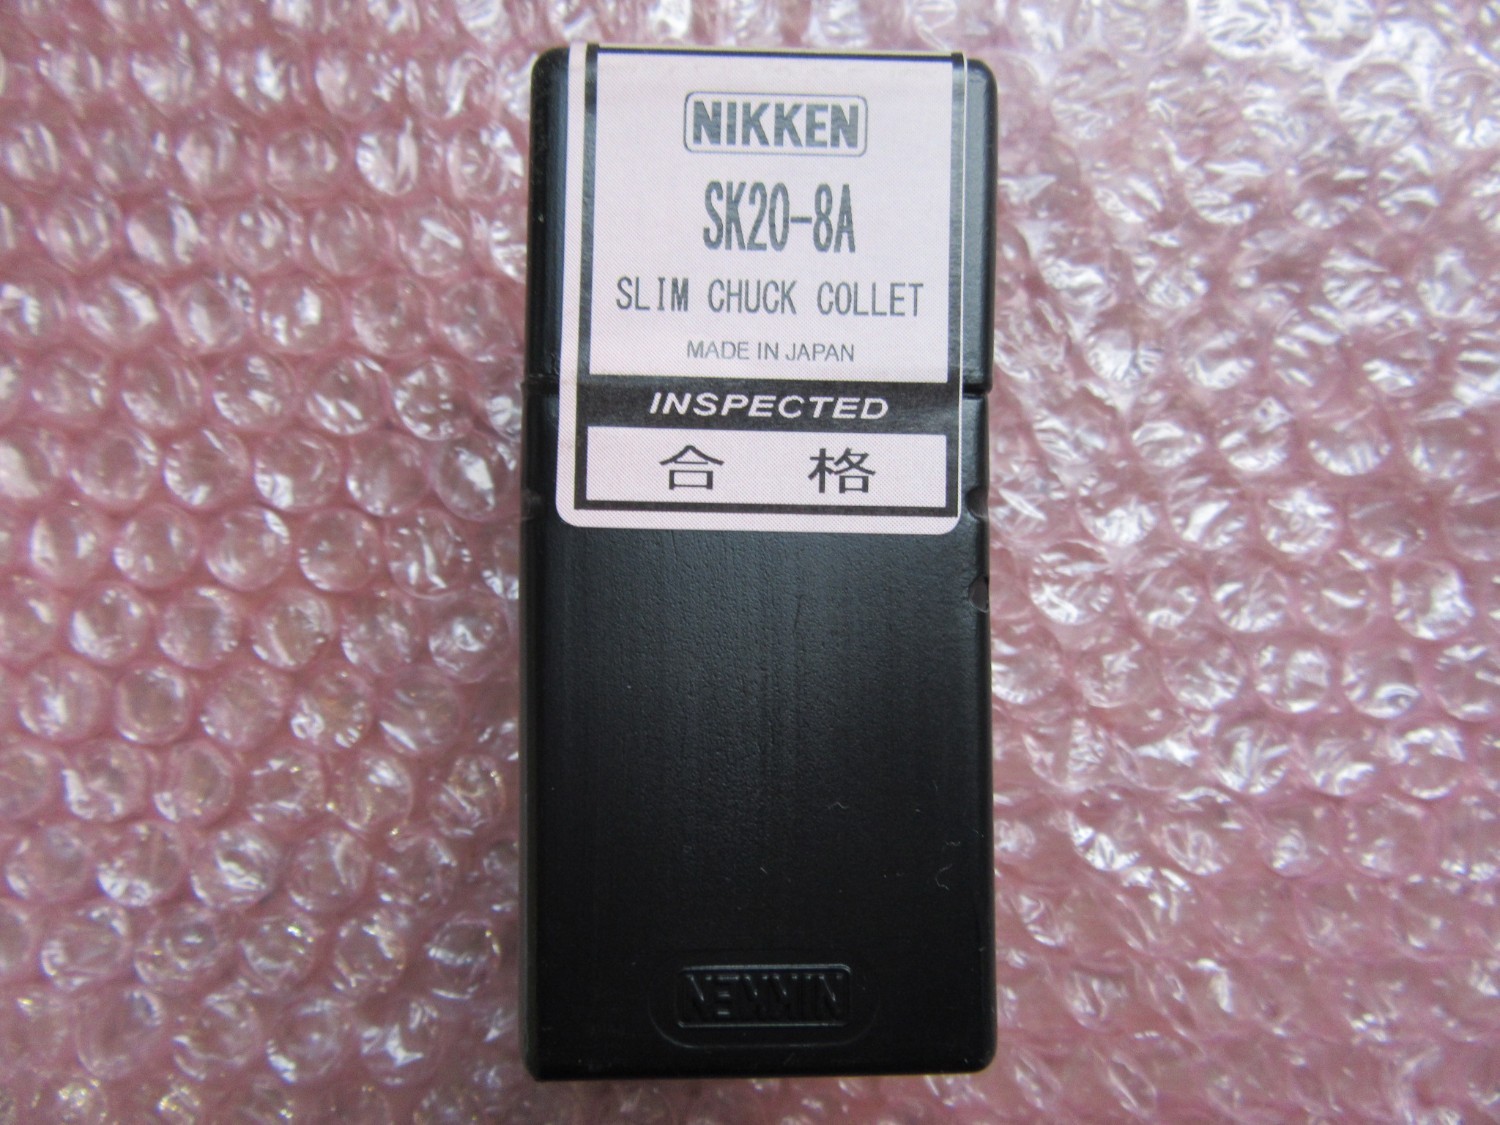 NIKKEN
SK20-8A
SLIM CHUCK COLLET
MADE IN JAPAN
INSPECTED
合格
NIKKEN